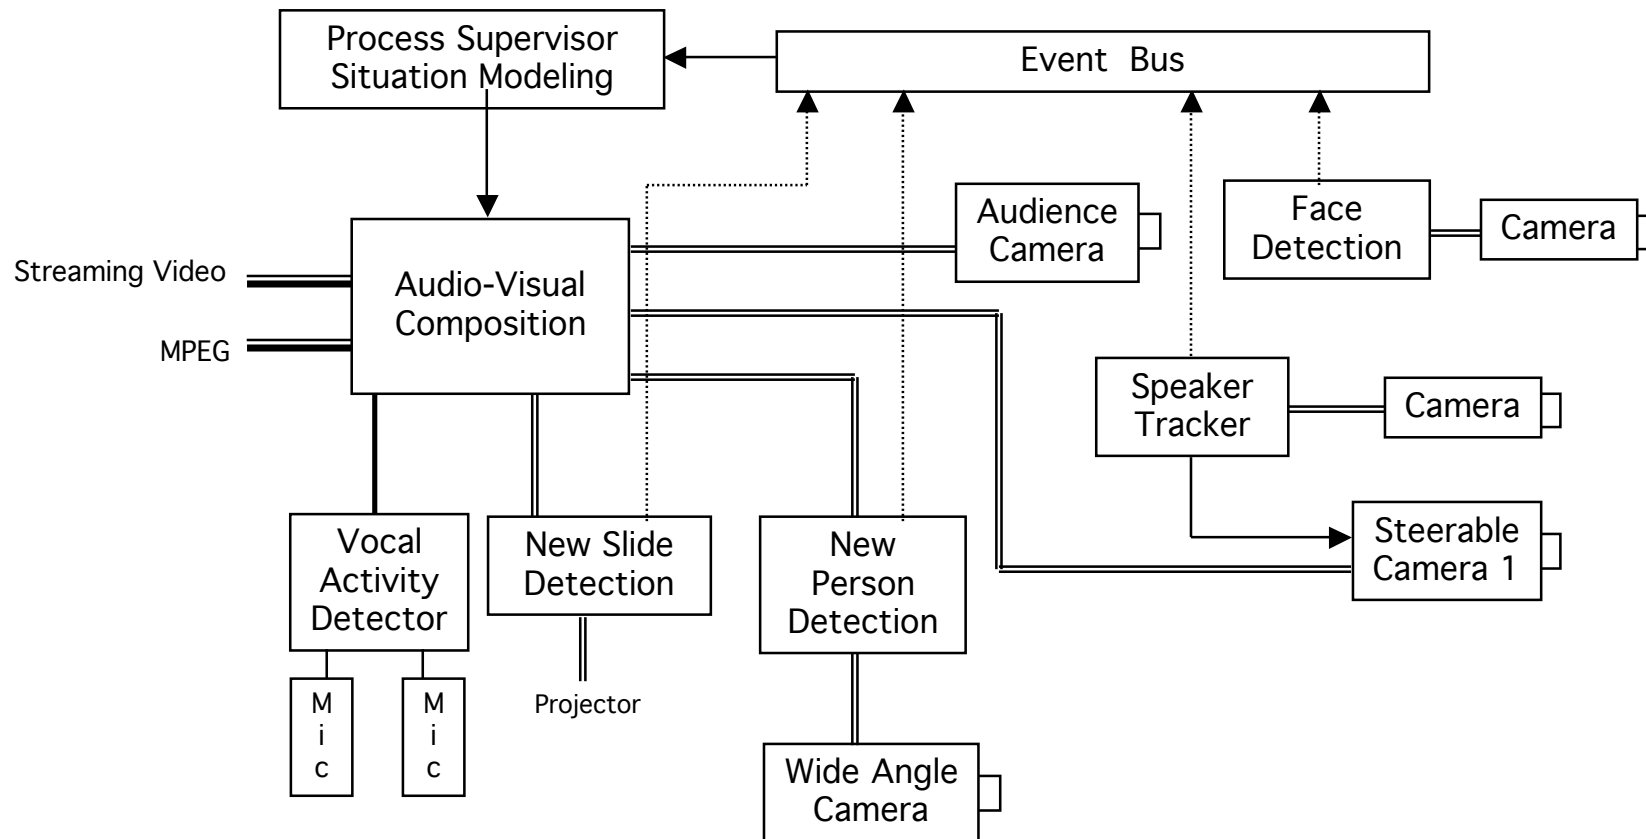 Process Supervisor
Situation Modeling
Event Bus
Audience
Camera
Face
Detection
Camera
Streaming Video
Audio-Visual
Composition
MPEG
Speaker
Tracker
Camera
Vocal
Activity
Detector
New Slide
Detection
New
Person
Detection
Steerable
Camera 1
M
i
c
M
i
c
Projector
Wide Angle
Camera